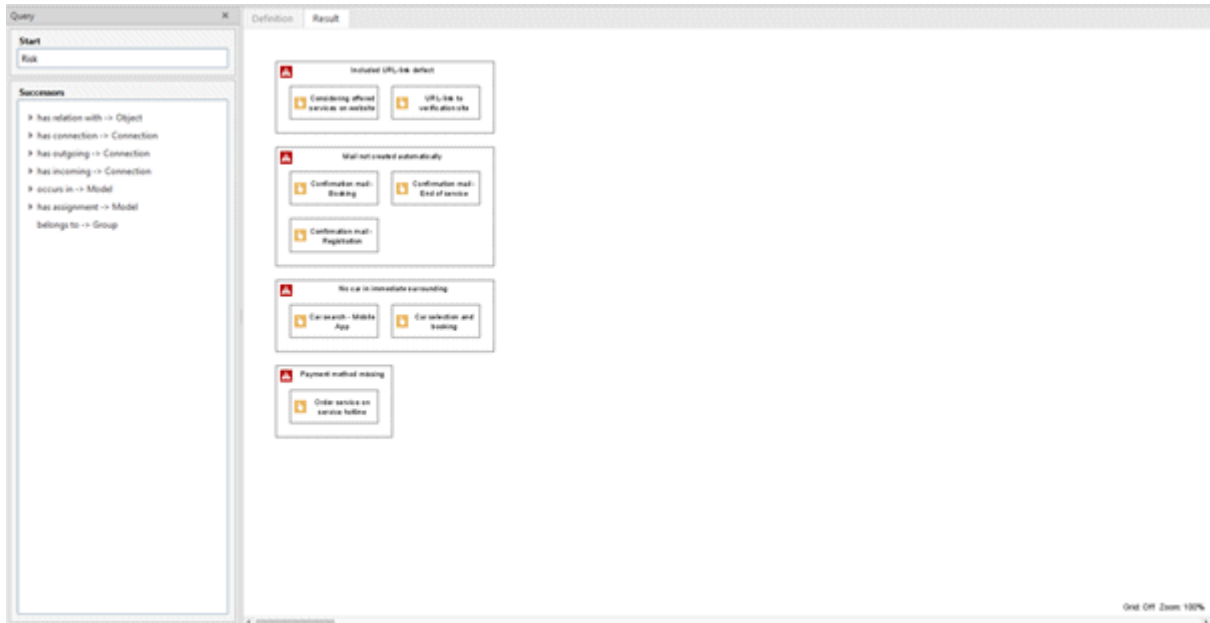 Query
×
Definition
Result
Start
Risk
Successors
has relation with -> Object
has connection -> Connection
has outgoing -> Connection
has incoming -> Connection
occurs in -> Model
has assignment -> Model
belongs to -> Group
Included URL-link defect
Considering offered
services on website
URL-link to
verification site
Mail not created automatically
Confirmation mail -
Booking
Confirmation mail -
End of service
Confirmation mail -
Registration
No car in immediate surrounding
Car search - Mobile
App
Car selection and
booking
Payment method missing
Order service on
service hotline
Grid: Off Zoom: 100%